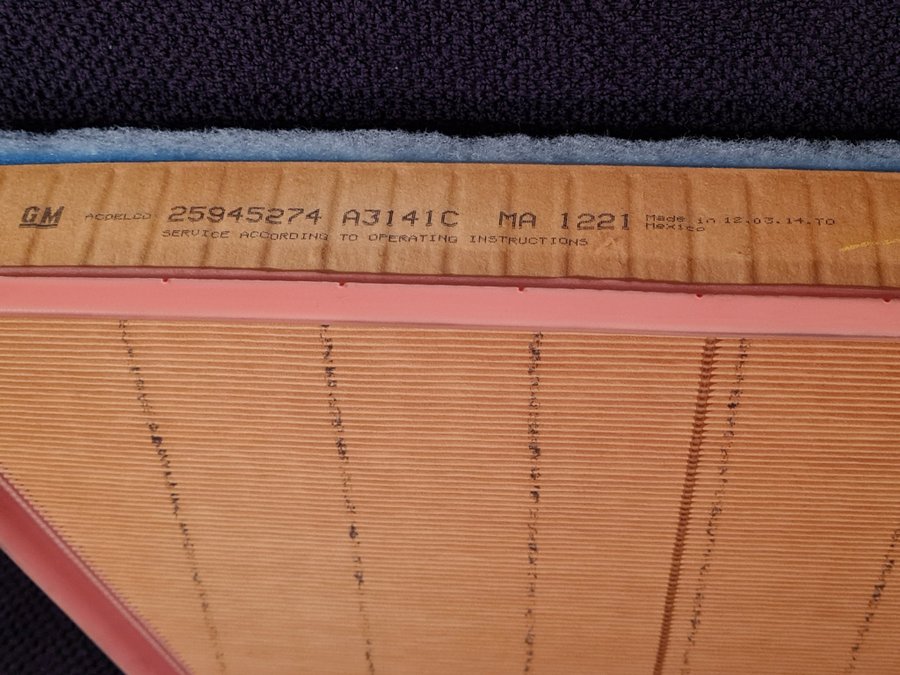 GM ACDELCO 25945274 A3141C MA 1221 Made in 12.03.14.TO
Mexico
SERVICE ACCORDING TO OPERATING INSTRUCTIONS